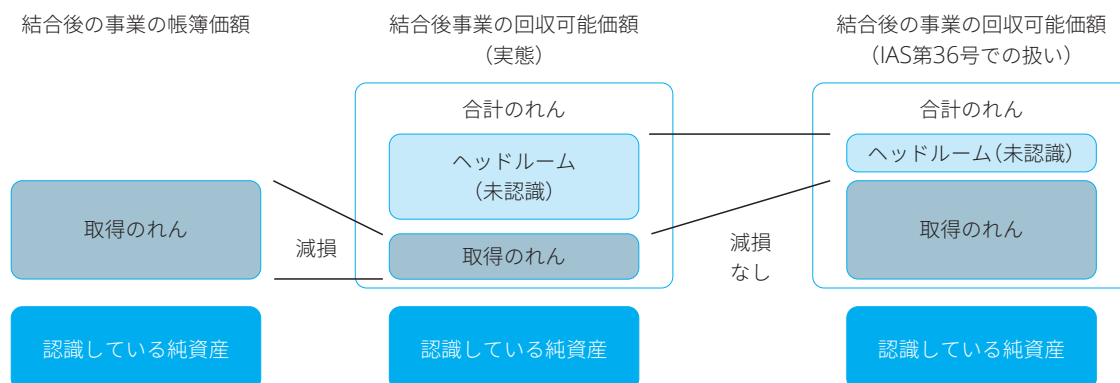 結合後の事業の帳簿価額
結合後事業の回収可能価額
（実態）
結合後の事業の回収可能価額
（IAS第36号での扱い）
合計のれん
合計のれん
ヘッドルーム
（未認識）
ヘッドルーム（未認識）
取得のれん
減損
取得のれん
減損
なし
取得のれん
認識している純資産
認識している純資産
認識している純資産